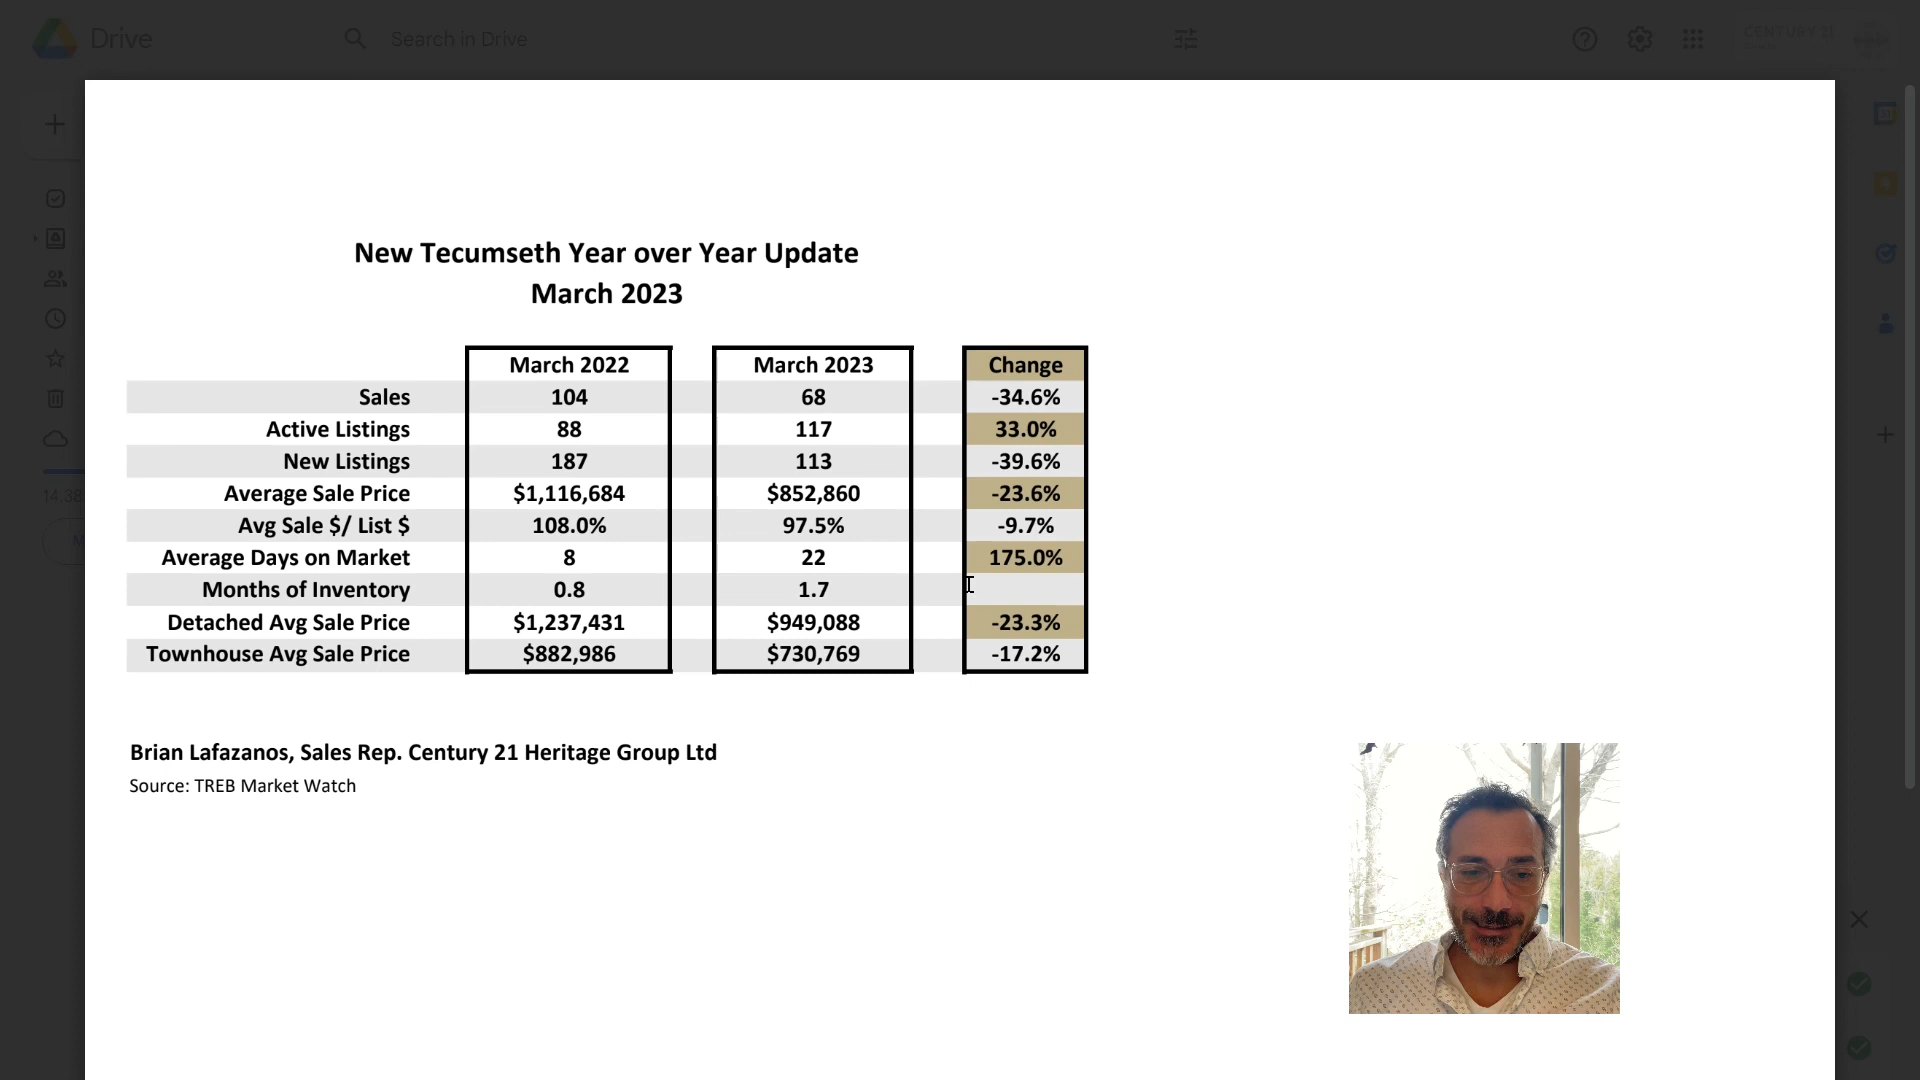 Drive
Search in Drive
CENTURY 21
14.38
M
New Tecumseth Year over Year Update
March 2023
March 2022 March 2023 Change
Sales 104 68 -34.6%
Active Listings 88 117 33.0%
New Listings 187 113 -39.6%
Average Sale Price $1,116,684 $852,860 -23.6%
Avg Sale $/ List $ 108.0% 97.5% -9.7%
Average Days on Market 8 22 175.0%
Months of Inventory 0.8 1.7
Detached Avg Sale Price $1,237,431 $949,088 -23.3%
Townhouse Avg Sale Price $882,986 $730,769 -17.2%
Brian Lafazanos, Sales Rep. Century 21 Heritage Group Ltd
Source: TREB Market Watch